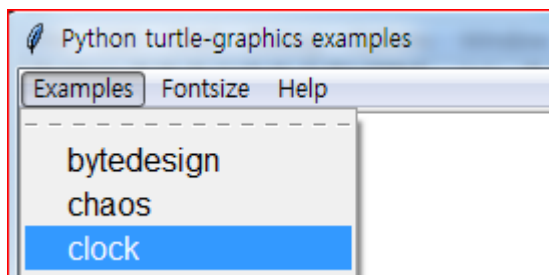 Python turtle-graphics examples
Examples Fontsize Help
bytedesign
chaos
clock